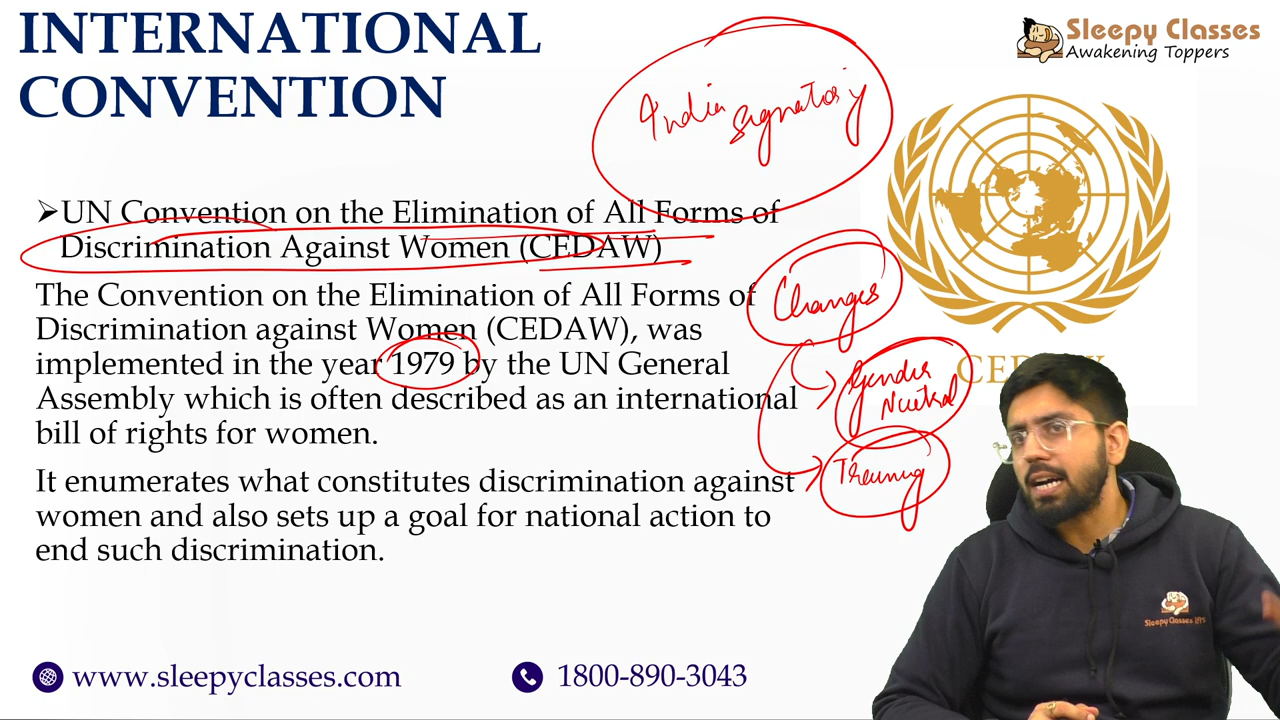 INTERNATIONAL
CONVENTION
Sleepy Classes
Awakening Toppers
India
Signatory
➤UN Convention on the Elimination of All Forms of
Discrimination Against Women (CEDAW)
The Convention on the Elimination of All Forms of
Discrimination against Women (CEDAW), was
implemented in the year 1979 by the UN General
Assembly which is often described as an international
bill of rights for women.
It enumerates what constitutes discrimination against
women and also sets up a goal for national action to
end such discrimination.
Changes
Gender
Neutral
Training
www.sleepyclasses.com
1800-890-3043
Sleepy Classes IAS